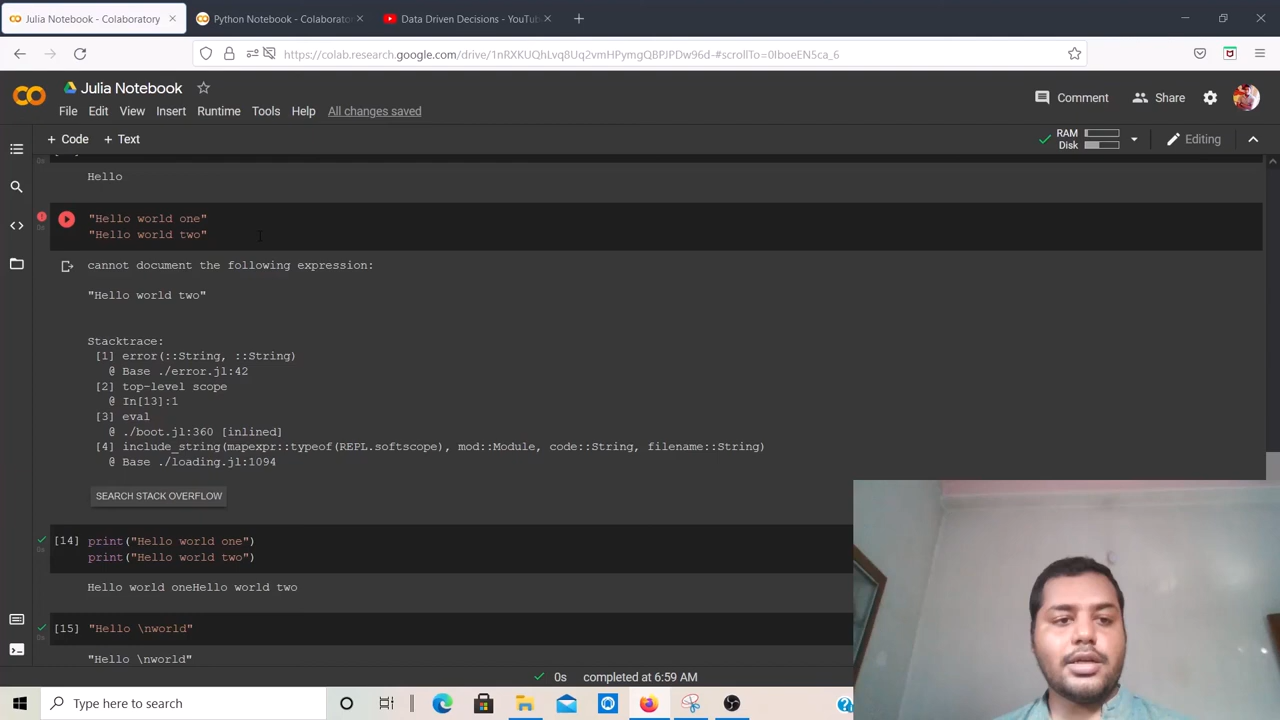 Julia Notebook - Colaboratory
Python Notebook - Colaborato
Data Driven Decisions - YouTub
https://colab.research.google.com/drive/1nRXKUQhLvq8Uq2vmHPymgQBPJPDw96d-#scrollTo=0IboeEN5ca_6
Julia Notebook
Comment
Share
File Edit View Insert Runtime Tools Help All changes saved
+ Code + Text
RAM
Disk
Editing
Hello
"Hello world one"
"Hello world two"
cannot document the following expression:
"Hello world two"
Stacktrace:
[1] error(::String, ::String)
@ Base ./error.jl:42
[2] top-level scope
@ In[13]:1
[3] eval
@ ./boot.jl:360 [inlined]
[4] include_string(mapexpr::typeof(REPL.softscope), mod::Module, code::String, filename::String)
@ Base ./loading.jl:1094
SEARCH STACK OVERFLOW
[14] print("Hello world one")
print("Hello world two")
Hello world oneHello world two
[15] "Hello \nworld"
"Hello \nworld"
0s completed at 6:59 AM
Type here to search